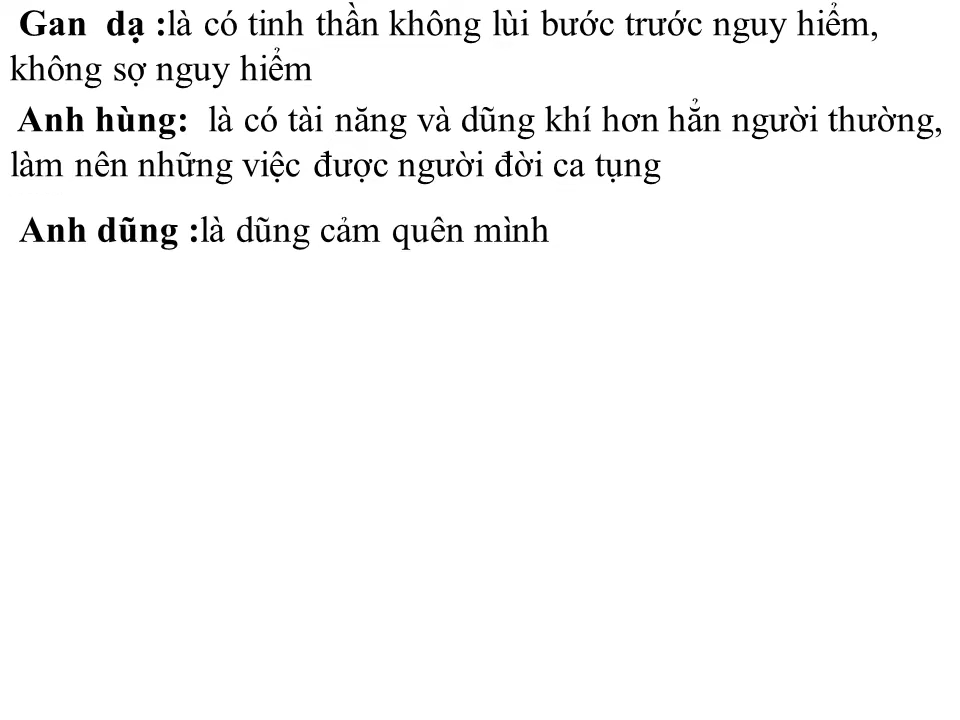 Gan dạ :là có tinh thần không lùi bước trước nguy hiểm,
không sợ nguy hiểm
Anh hùng: là có tài năng và dũng khí hơn hẳn người thường,
làm nên những việc được người đời ca tụng
Anh dũng :là dũng cảm quên mình